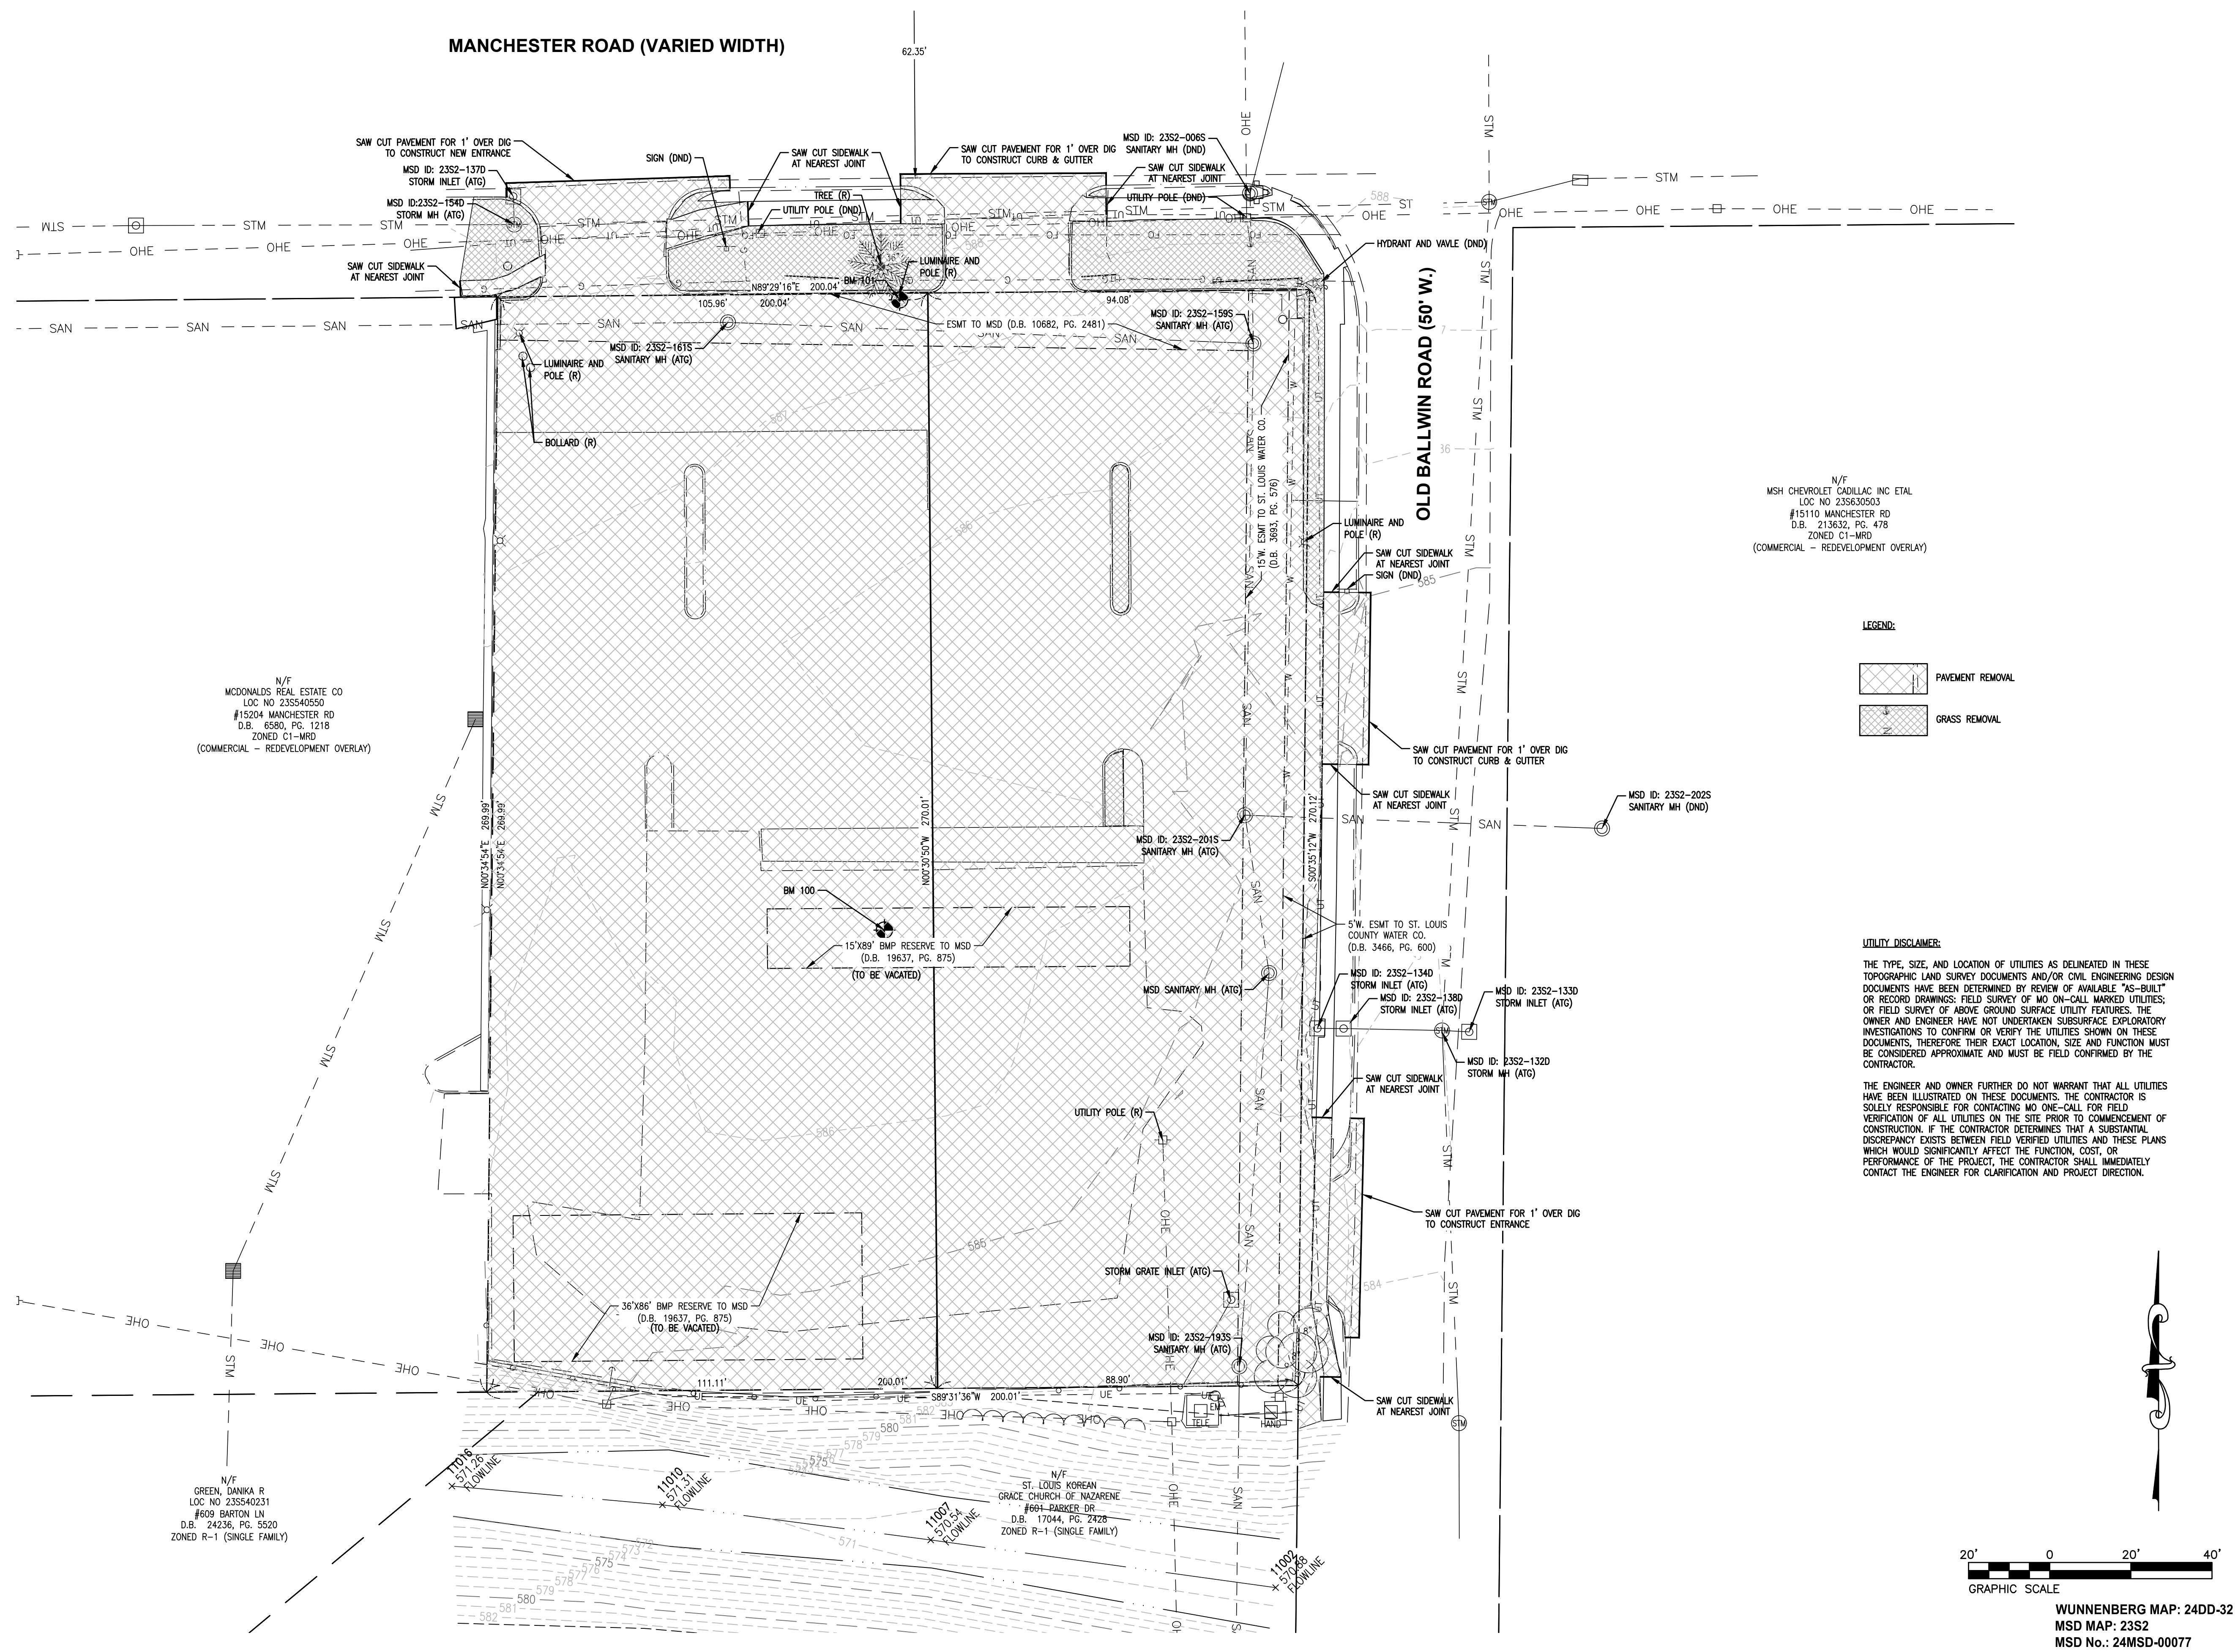 MANCHESTER ROAD (VARIED WIDTH)
62.35'
SAW CUT PAVEMENT FOR 1' OVER DIG
TO CONSTRUCT NEW ENTRANCE
MSD ID: 23S2-137D
STORM INLET (ATG)
MSD ID:23S2-154D
STORM MH (ATG)
SIGN (DND)
SAW CUT SIDEWALK
AT NEAREST JOINT
TREE (R)
UTILITY POLE (DND)
SAW CUT PAVEMENT FOR 1' OVER DIG
TO CONSTRUCT CURB & GUTTER
MSD ID: 23S2-006S
SANITARY MH (DND)
SAW CUT SIDEWALK
AT NEAREST JOINT
UTILITY POLE (DND)
HYDRANT AND VAVLE (DND)
SAW CUT SIDEWALK
AT NEAREST JOINT
LUMINAIRE AND
POLE (R)
36"
BM 101
N89°29'16"E 200.04'
105.96'
200.04'
94.08'
ESMT TO MSD (D.B. 10682, PG. 2481)
MSD ID: 23S2-159S
SANITARY MH (ATG)
MSD ID: 23S2-161S
SANITARY MH (ATG)
LUMINAIRE AND
POLE (R)
BOLLARD (R)
OLD BALLWIN ROAD (50' W.)
15'W. ESMT TO ST. LOUIS WATER CO.
(D.B. 3693, PG. 576)
LUMINAIRE AND
POLE (R)
SAW CUT SIDEWALK
AT NEAREST JOINT
SIGN (DND)
N/F
MSH CHEVROLET CADILLAC INC ETAL
LOC NO 23S630503
#15110 MANCHESTER RD
D.B. 213632, PG. 478
ZONED C1-MRD
(COMMERCIAL - REDEVELOPMENT OVERLAY)
LEGEND:
PAVEMENT REMOVAL
GRASS REMOVAL
N/F
MCDONALDS REAL ESTATE CO
LOC NO 23S540550
#15204 MANCHESTER RD
D.B. 6580, PG. 1218
ZONED C1-MRD
(COMMERCIAL - REDEVELOPMENT OVERLAY)
SAW CUT PAVEMENT FOR 1' OVER DIG
TO CONSTRUCT CURB & GUTTER
SAW CUT SIDEWALK
AT NEAREST JOINT
MSD ID: 23S2-202S
SANITARY MH (DND)
N00°34'54"E 269.99'
N00°34'54"E 269.99'
N00°30'50"W 270.01'
S00°35'12"W 270.12'
MSD ID: 23S2-201S
SANITARY MH (ATG)
BM 100
15'X89' BMP RESERVE TO MSD
(D.B. 19637, PG. 875)
(TO BE VACATED)
5'W. ESMT TO ST. LOUIS
COUNTY WATER CO.
(D.B. 3466, PG. 600)
MSD SANITARY MH (ATG)
MSD ID: 23S2-134D
STORM INLET (ATG)
MSD ID: 23S2-138D
STORM INLET (ATG)
MSD ID: 23S2-133D
STORM INLET (ATG)
MSD ID: 23S2-132D
STORM MH (ATG)
SAW CUT SIDEWALK
AT NEAREST JOINT
UTILITY POLE (R)
UTILITY DISCLAIMER:
THE TYPE, SIZE, AND LOCATION OF UTILITIES AS DELINEATED IN THESE
TOPOGRAPHIC LAND SURVEY DOCUMENTS AND/OR CIVIL ENGINEERING DESIGN
DOCUMENTS HAVE BEEN DETERMINED BY REVIEW OF AVAILABLE "AS-BUILT"
OR RECORD DRAWINGS: FIELD SURVEY OF MO ON-CALL MARKED UTILITIES;
OR FIELD SURVEY OF ABOVE GROUND SURFACE UTILITY FEATURES. THE
OWNER AND ENGINEER HAVE NOT UNDERTAKEN SUBSURFACE EXPLORATORY
INVESTIGATIONS TO CONFIRM OR VERIFY THE UTILITIES SHOWN ON THESE
DOCUMENTS, THEREFORE THEIR EXACT LOCATION, SIZE AND FUNCTION MUST
BE CONSIDERED APPROXIMATE AND MUST BE FIELD CONFIRMED BY THE
CONTRACTOR.
THE ENGINEER AND OWNER FURTHER DO NOT WARRANT THAT ALL UTILITIES
HAVE BEEN ILLUSTRATED ON THESE DOCUMENTS. THE CONTRACTOR IS
SOLELY RESPONSIBLE FOR CONTACTING MO ONE-CALL FOR FIELD
VERIFICATION OF ALL UTILITIES ON THE SITE PRIOR TO COMMENCEMENT OF
CONSTRUCTION. IF THE CONTRACTOR DETERMINES THAT A SUBSTANTIAL
DISCREPANCY EXISTS BETWEEN FIELD VERIFIED UTILITIES AND THESE PLANS
WHICH WOULD SIGNIFICANTLY AFFECT THE FUNCTION, COST, OR
PERFORMANCE OF THE PROJECT, THE CONTRACTOR SHALL IMMEDIATELY
CONTACT THE ENGINEER FOR CLARIFICATION AND PROJECT DIRECTION.
SAW CUT PAVEMENT FOR 1' OVER DIG
TO CONSTRUCT ENTRANCE
STORM GRATE INLET (ATG)
36'X86' BMP RESERVE TO MSD
(D.B. 19637, PG. 875)
(TO BE VACATED)
MSD ID: 23S2-193S
SANITARY MH (ATG)
111.11'
200.01'
88.90'
S89°31'36"W 200.01'
SAW CUT SIDEWALK
AT NEAREST JOINT
TELE
EM
HAND
11016
571.26
FLOWLINE
11010
571.31
FLOWLINE
11007
570.54
FLOWLINE
11002
570.68
FLOWLINE
N/F
GREEN, DANIKA R
LOC NO 23S540231
#609 BARTON LN
D.B. 24236, PG. 5520
ZONED R-1 (SINGLE FAMILY)
N/F
ST. LOUIS KOREAN
GRACE CHURCH OF NAZARENE
#601 PARKER DR
D.B. 17044, PG. 2428
ZONED R-1 (SINGLE FAMILY)
20' 0 20' 40'
GRAPHIC SCALE
WUNNENBERG MAP: 24DD-32
MSD MAP: 23S2
MSD No.: 24MSD-00077